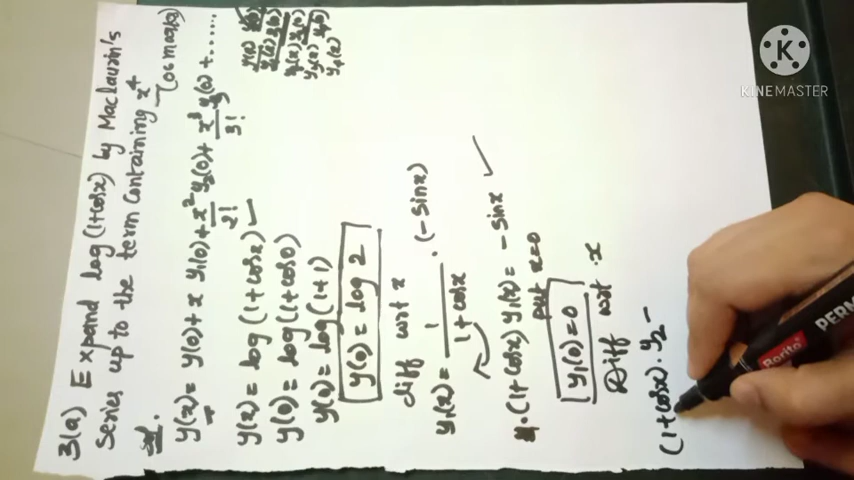 3(a) Expand log(1+cosx) by Maclaurin's
series up to the term containing x⁴
Sol.
y(x) = y(0) + x y₁(0) + x²/2! y₂(0) + x³/3! y₃(0) + ......
y(x) = log(1+cosx)
y(0) = log(1+cos0)
y(0) = log(1+1)
y(0) = log 2
diff wrt x
y₁(x) = 1/(1+cosx) . (-sinx)
(1+cosx) y₁(x) = -sinx
put x=0
y₁(0) = 0
Diff wrt x
(1+cosx) . y₂ -
KINEMASTER
PERM